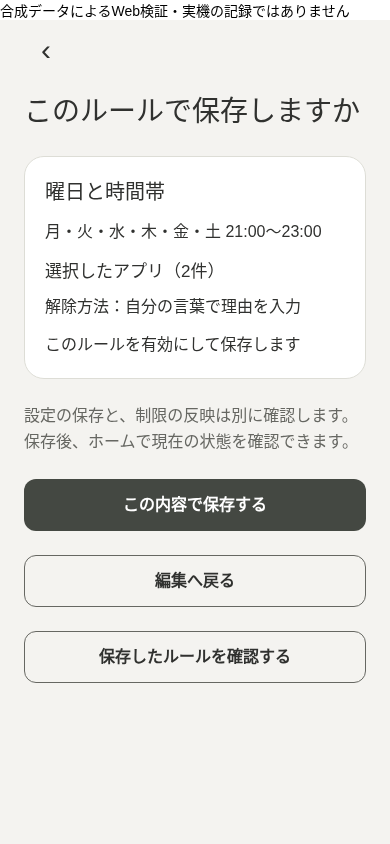 合成データによるWeb検証・実機の記録ではありません
‹
このルールで保存しますか
曜日と時間帯
月・火・水・木・金・土 21:00〜23:00
選択したアプリ（2件）
解除方法：自分の言葉で理由を入力
このルールを有効にして保存します
設定の保存と、制限の反映は別に確認します。
保存後、ホームで現在の状態を確認できます。
この内容で保存する
編集へ戻る
保存したルールを確認する